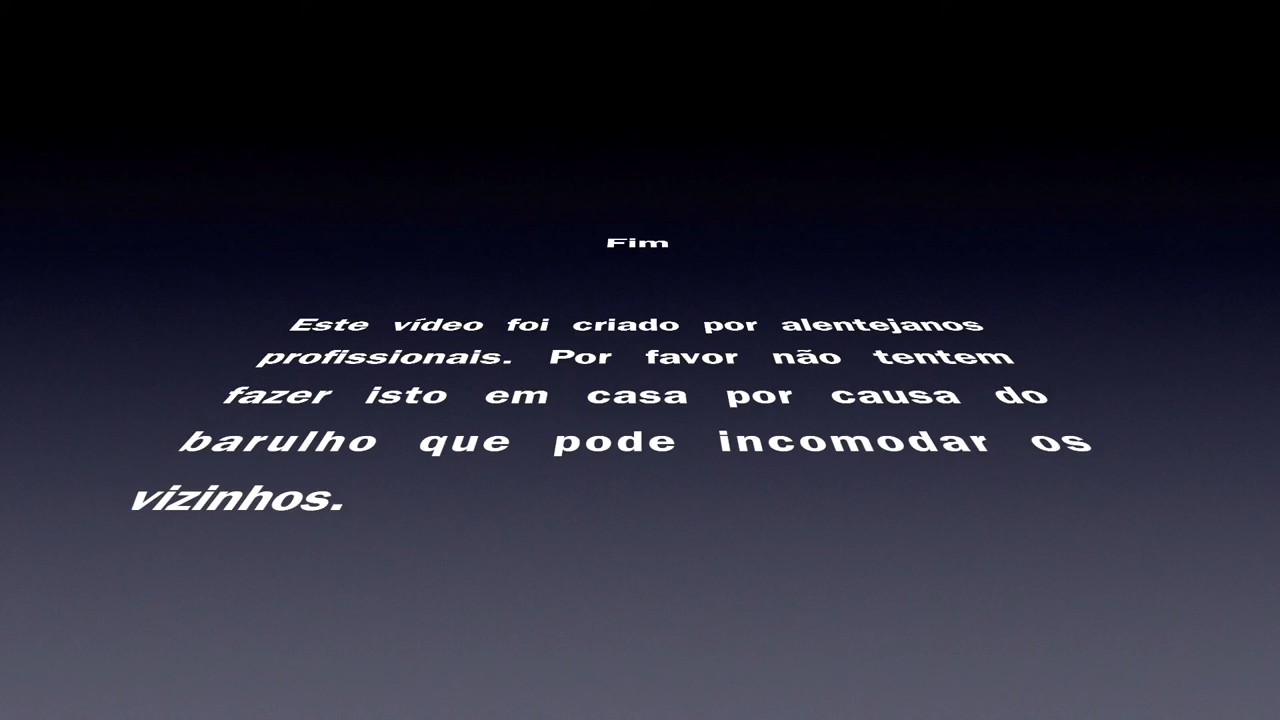 Fim
Este vídeo foi criado por alentejanos
profissionais. Por favor não tentem
fazer isto em casa por causa do
barulho que pode incomodar os
vizinhos.